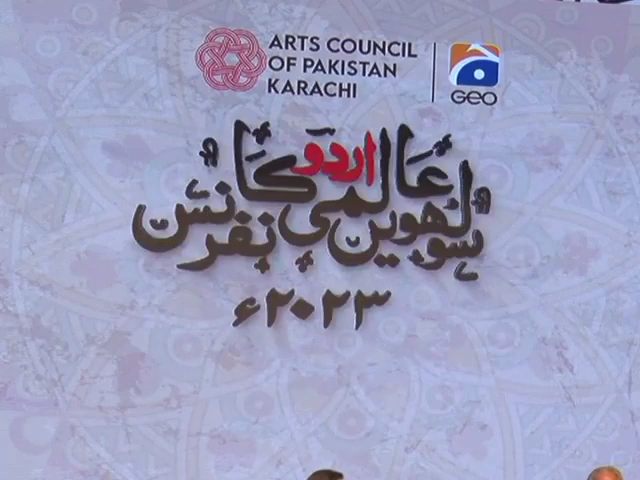 ARTS COUNCIL
OF PAKISTAN
KARACHI
GEO
سولھویں عالمی اردو کانفرنس
۲۰۲۳ء